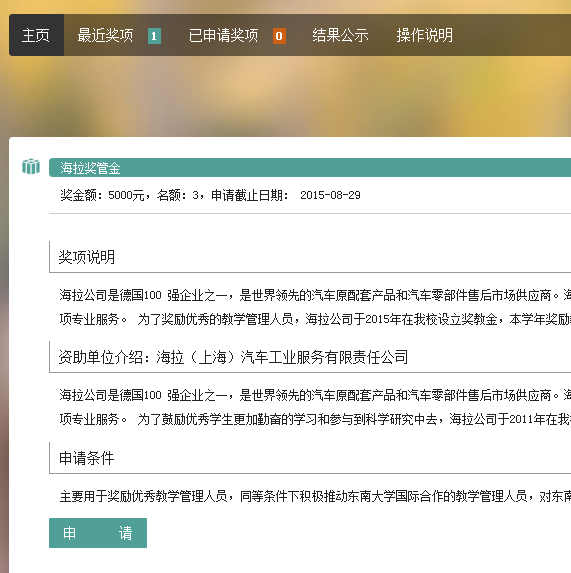 主页 最近奖项 1 已申请奖项 0 结果公示 操作说明
海拉奖管金
奖金额：5000元，名额：3，申请截止日期： 2015-08-29
奖项说明
海拉公司是德国100 强企业之一，是世界领先的汽车原配套产品和汽车零部件售后市场供应商。
项专业服务。 为了奖励优秀的教学管理人员，海拉公司于2015年在我校设立奖教金，本学年奖励
资助单位介绍：海拉（上海）汽车工业服务有限责任公司
海拉公司是德国100 强企业之一，是世界领先的汽车原配套产品和汽车零部件售后市场供应商。
项专业服务。 为了鼓励优秀学生更加勤奋的学习和参与到科学研究中去，海拉公司于2011年在我
申请条件
主要用于奖励优秀教学管理人员，同等条件下积极推动东南大学国际合作的教学管理人员，对东南
申 请